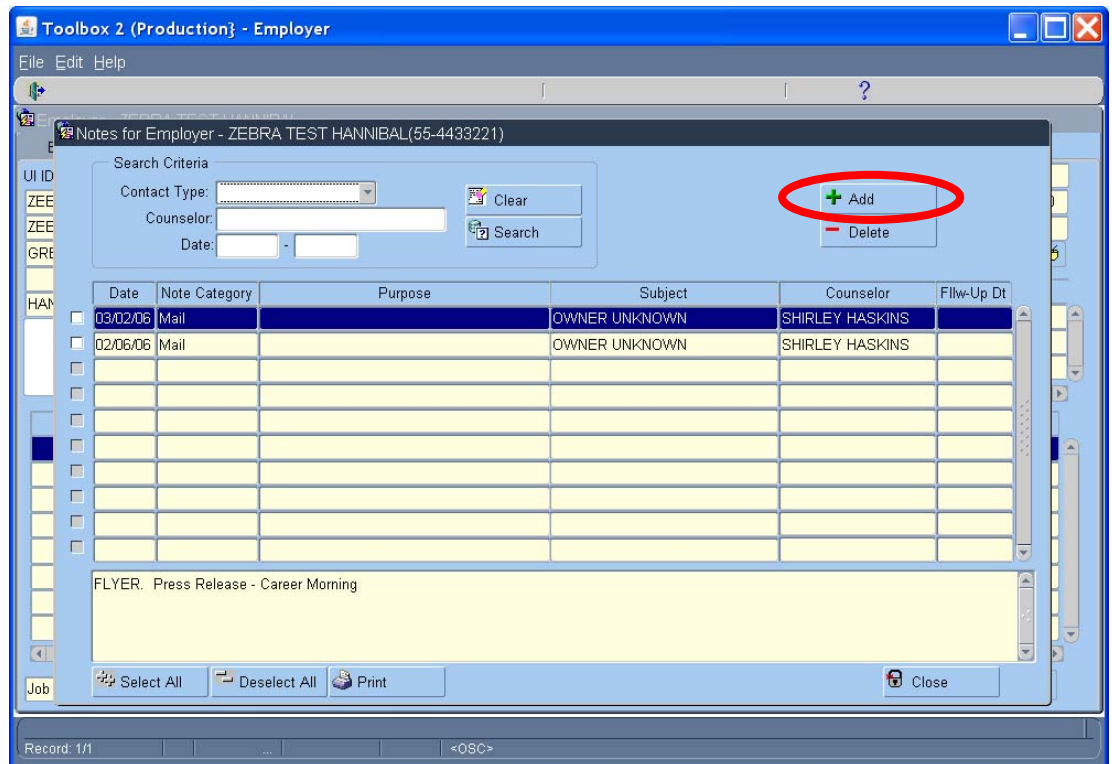 Toolbox 2 (Production} - Employer
File Edit Help
?
Notes for Employer - ZEBRA TEST HANNIBAL(55-4433221)
UI ID
ZEE
ZEE
GRE
HAN
Job
Search Criteria
Contact Type:
Counselor:
Date: -
Clear
Search
Add
Delete
Date Note Category Purpose Subject Counselor Fllw-Up Dt
03/02/06 Mail OWNER UNKNOWN SHIRLEY HASKINS
02/06/06 Mail OWNER UNKNOWN SHIRLEY HASKINS
FLYER. Press Release - Career Morning
Select All Deselect All Print Close
Record: 1/1 ... <OSC>